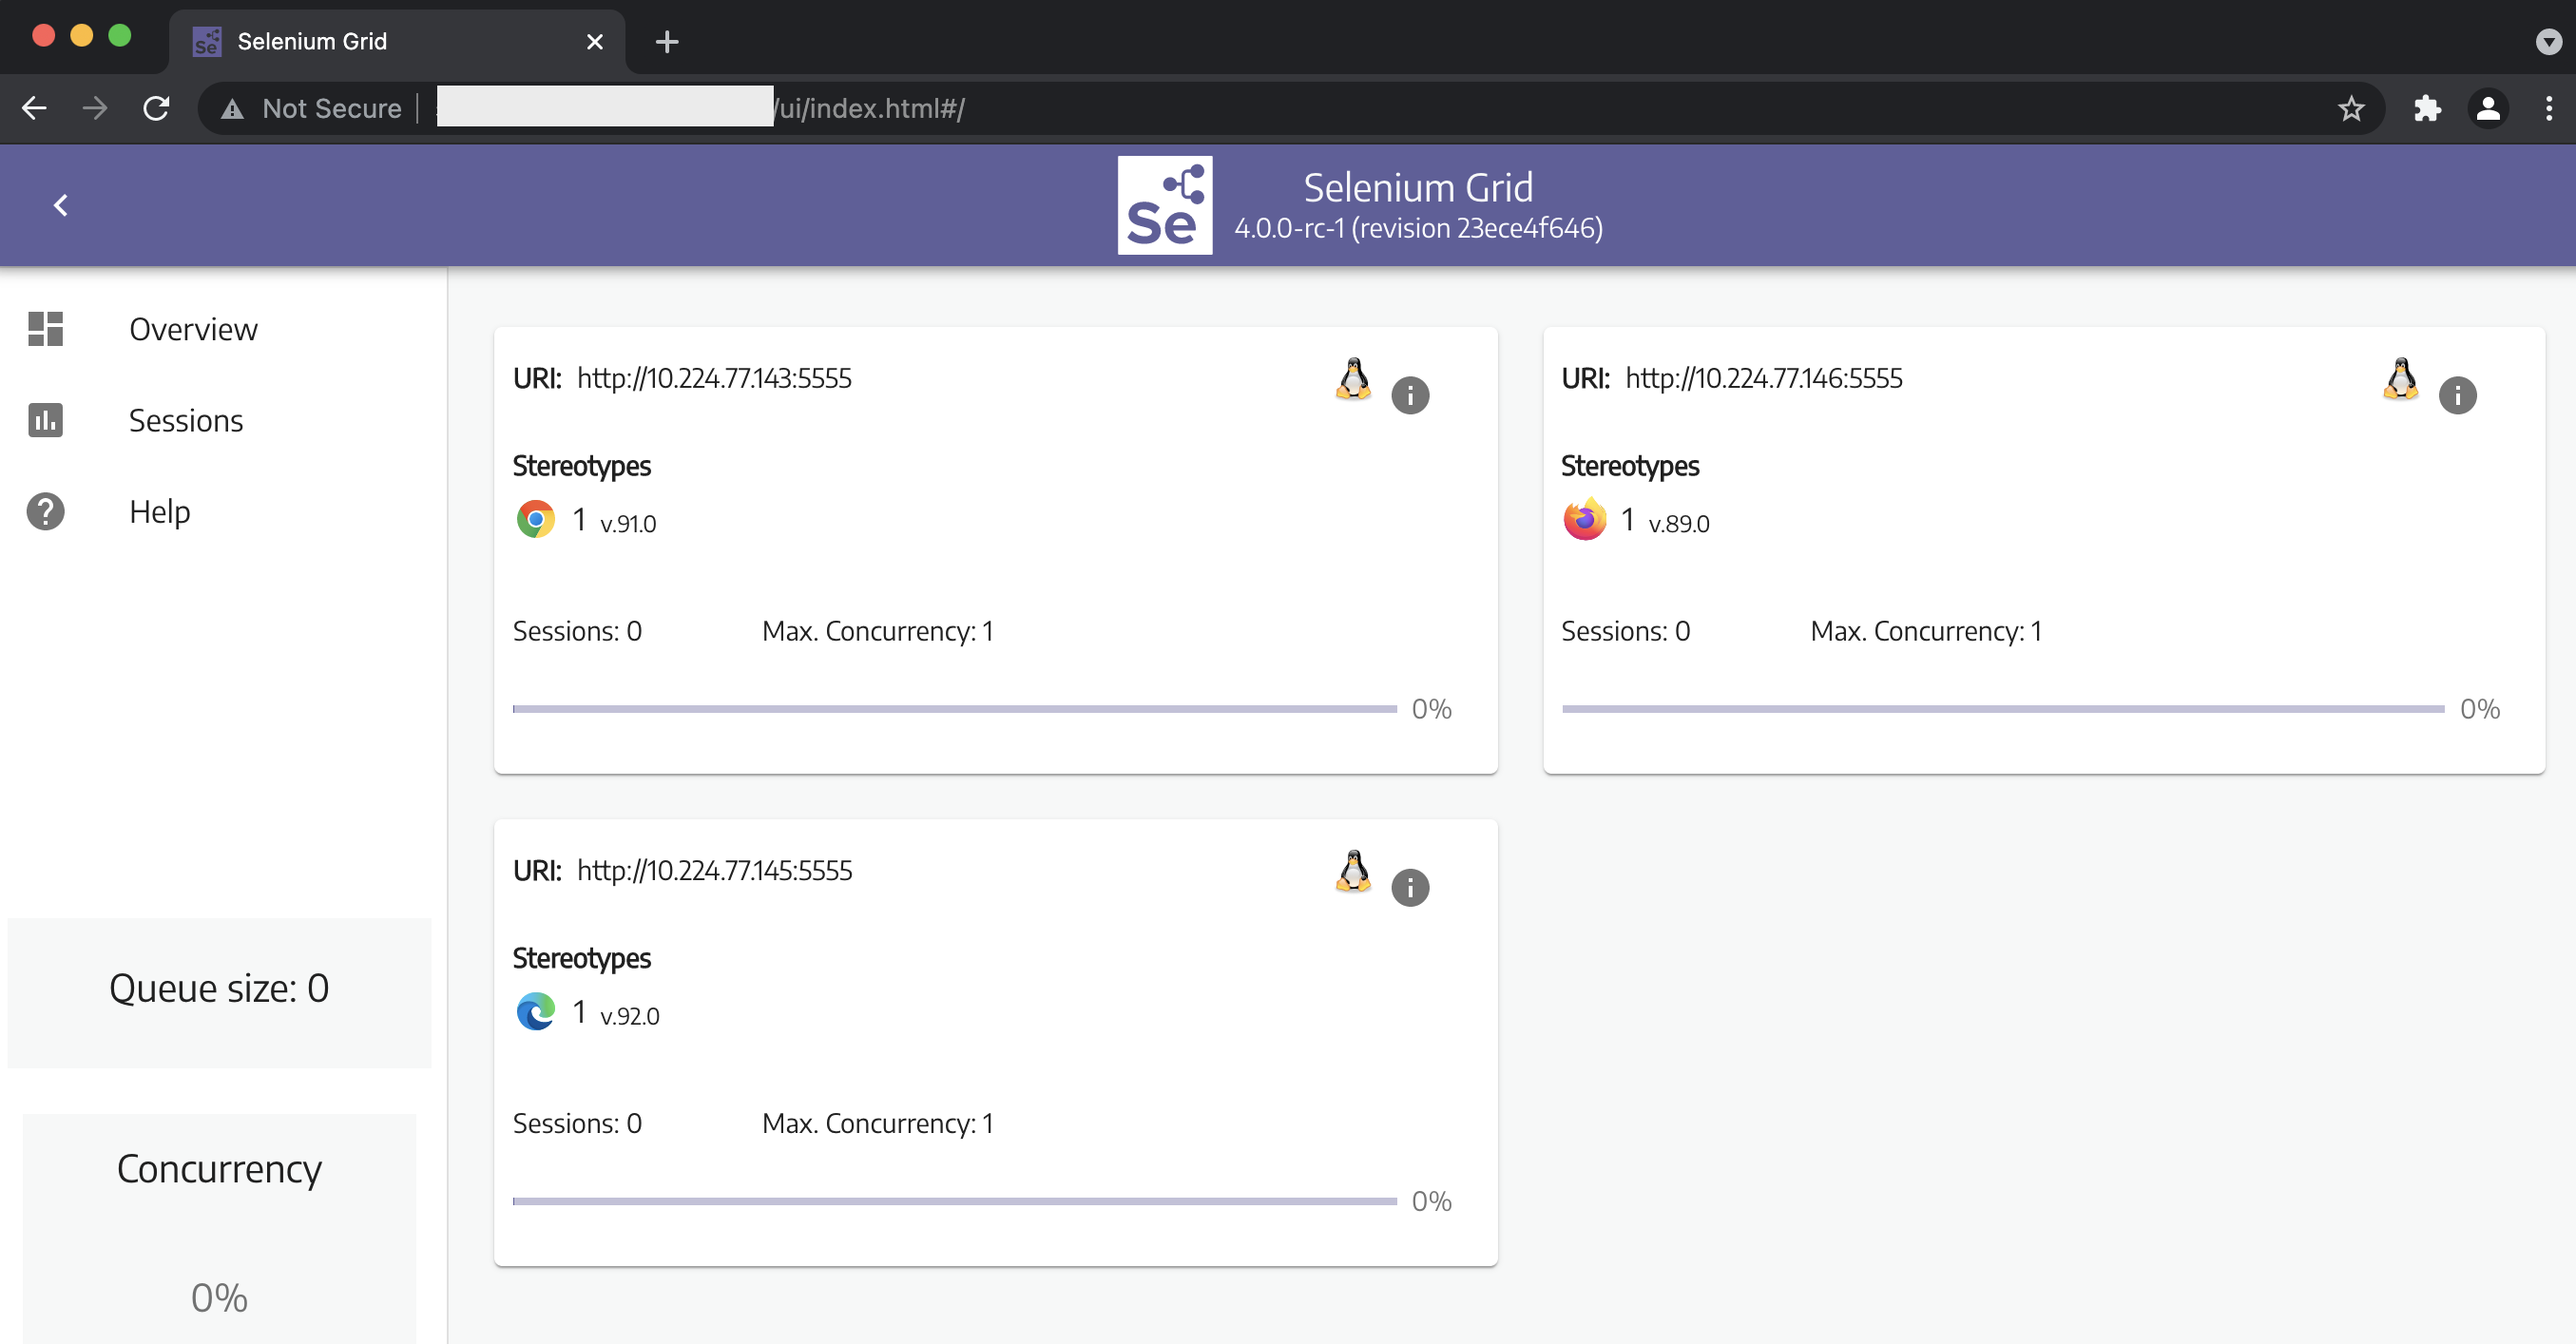 Selenium Grid
Not Secure
/ui/index.html#/
Se
Selenium Grid
4.0.0-rc-1 (revision 23ece4f646)
Overview
Sessions
Help
Queue size: 0
Concurrency
0%
URI: http://10.224.77.143:5555
Stereotypes
1 v.91.0
Sessions: 0 Max. Concurrency: 1
0%
URI: http://10.224.77.146:5555
Stereotypes
1 v.89.0
Sessions: 0 Max. Concurrency: 1
0%
URI: http://10.224.77.145:5555
Stereotypes
1 v.92.0
Sessions: 0 Max. Concurrency: 1
0%